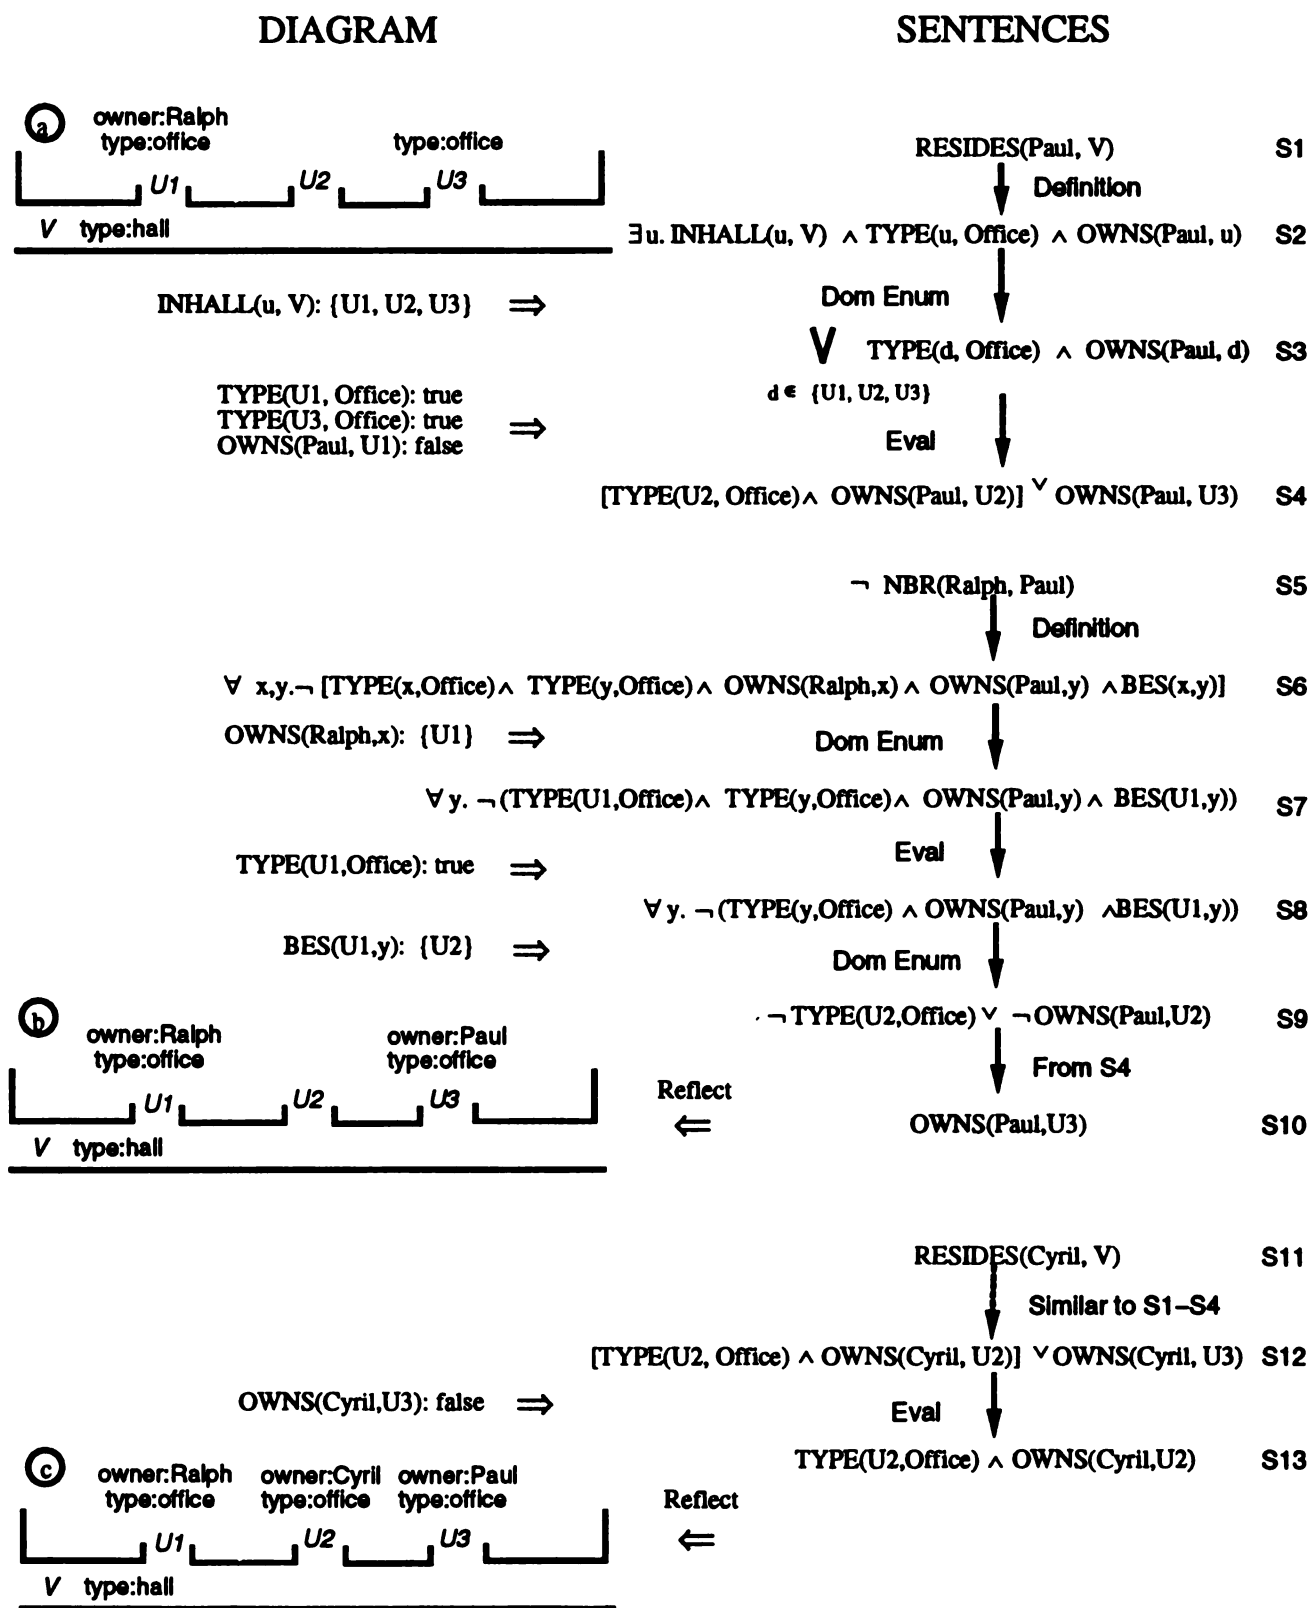 DIAGRAM
SENTENCES
a
owner:Ralph
type:office
type:office
U1
U2
U3
V type:hall
RESIDES(Paul, V) S1
Definition
∃u. INHALL(u, V) ∧ TYPE(u, Office) ∧ OWNS(Paul, u) S2
INHALL(u, V): {U1, U2, U3} ⇒
Dom Enum
V TYPE(d, Office) ∧ OWNS(Paul, d) S3
d ∈ {U1, U2, U3}
TYPE(U1, Office): true
TYPE(U3, Office): true ⇒
OWNS(Paul, U1): false
Eval
[TYPE(U2, Office) ∧ OWNS(Paul, U2)] ∨ OWNS(Paul, U3) S4
¬ NBR(Ralph, Paul) S5
Definition
∀ x,y.¬ [TYPE(x,Office) ∧ TYPE(y,Office) ∧ OWNS(Ralph,x) ∧ OWNS(Paul,y) ∧BES(x,y)] S6
OWNS(Ralph,x): {U1} ⇒
Dom Enum
∀ y. ¬ (TYPE(U1,Office) ∧ TYPE(y,Office) ∧ OWNS(Paul,y) ∧ BES(U1,y)) S7
TYPE(U1,Office): true ⇒
Eval
∀ y. ¬ (TYPE(y,Office) ∧ OWNS(Paul,y) ∧BES(U1,y)) S8
BES(U1,y): {U2} ⇒
Dom Enum
¬ TYPE(U2,Office) ∨ ¬ OWNS(Paul,U2) S9
From S4
b
owner:Ralph owner:Paul
type:office type:office
U1
U2
U3
V type:hall
Reflect
⇐
OWNS(Paul,U3) S10
RESIDES(Cyril, V) S11
Similar to S1–S4
[TYPE(U2, Office) ∧ OWNS(Cyril, U2)] ∨ OWNS(Cyril, U3) S12
OWNS(Cyril,U3): false ⇒
Eval
TYPE(U2,Office) ∧ OWNS(Cyril,U2) S13
c
owner:Ralph owner:Cyril owner:Paul
type:office type:office type:office
U1
U2
U3
V type:hall
Reflect
⇐